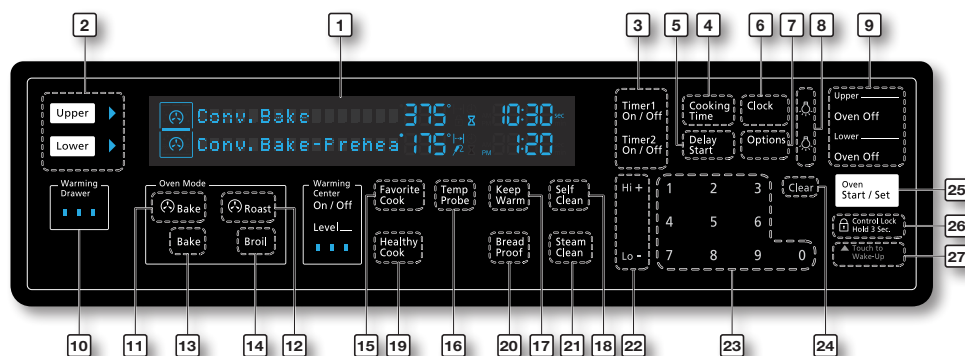 2
1
3
5
4
6
7
8
9
Upper
Lower
Conv.Bake 375° 10:30 sec
Conv.Bake-Prehea 175° PM 1:20
Timer1
On / Off
Timer2
On / Off
Cooking
Time
Delay
Start
Clock
Options
Upper
Oven Off
Lower
Oven Off
Warming
Drawer
Oven Mode
Bake
Roast
Bake
Broil
Warming
Center
On / Off
Level
Favorite
Cook
Temp
Probe
Keep
Warm
Self
Clean
Healthy
Cook
Bread
Proof
Steam
Clean
Hi +
Lo -
1 2 3
4 5 6
7 8 9 0
Clear
Oven
Start / Set
Control Lock
Hold 3 Sec.
Touch to
Wake-Up
25
26
27
10
11
13
14
12
15
19
16
20
17
21
18
22
23
24